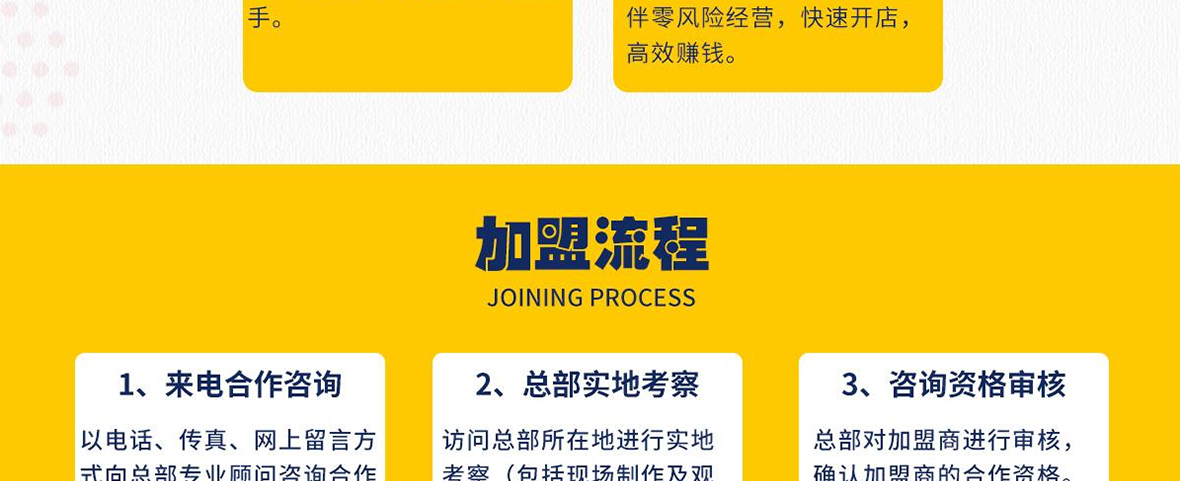 手。
伴零风险经营，快速开店，
高效赚钱。
加盟流程
JOINING PROCESS
1、来电合作咨询
以电话、传真、网上留言方
式向总部专业顾问咨询合作
2、总部实地考察
访问总部所在地进行实地
考察（包括现场制作及观
3、咨询资格审核
总部对加盟商进行审核，
确认加盟商的合作资格。